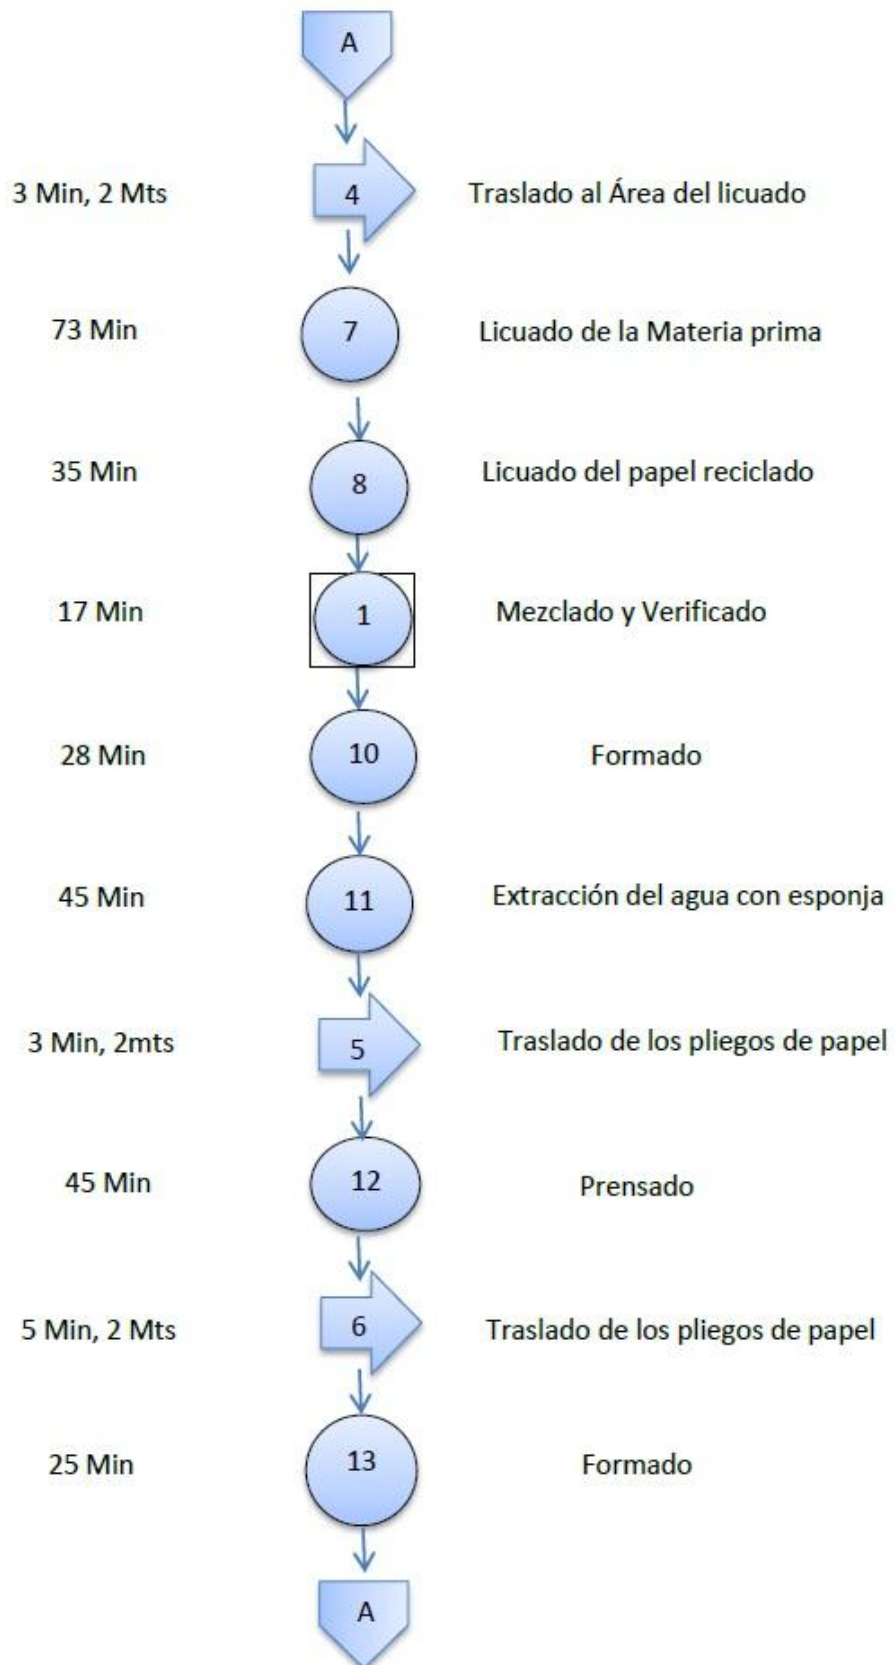 A
3 Min, 2 Mts 4 Traslado al Área del licuado
73 Min 7 Licuado de la Materia prima
35 Min 8 Licuado del papel reciclado
17 Min 1 Mezclado y Verificado
28 Min 10 Formado
45 Min 11 Extracción del agua con esponja
3 Min, 2mts 5 Traslado de los pliegos de papel
45 Min 12 Prensado
5 Min, 2 Mts 6 Traslado de los pliegos de papel
25 Min 13 Formado
A